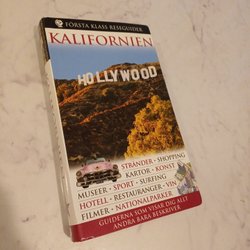 FÖRSTA KLASS RESEGUIDER
KALIFORNIEN
HOLLYWOOD
STRÄNDER • SHOPPING
KARTOR • KONST
MUSEER • SPORT • SURFING
HOTELL • RESTAURANGER • VIN
FILMER • NATIONALPARKER
GUIDERNA SOM VISAR DIG ALLT
ANDRA BARA BESKRIVER